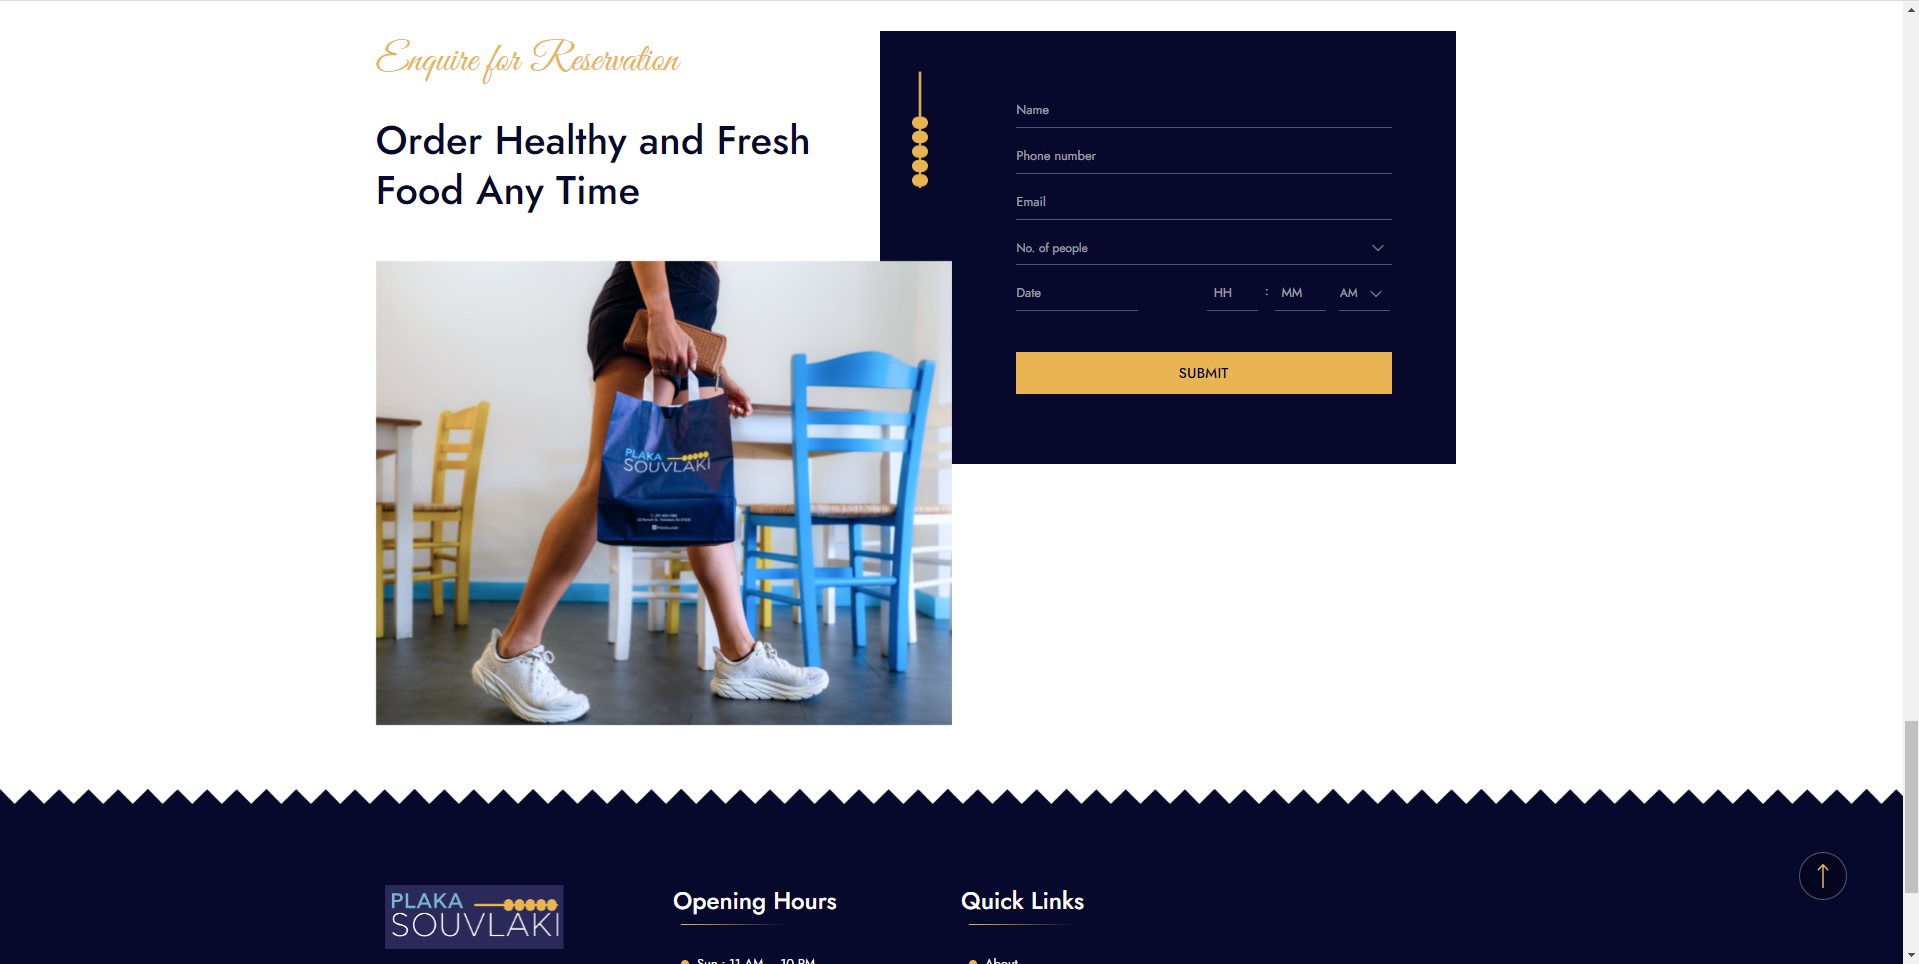 Enquire for Reservation
Order Healthy and Fresh
Food Any Time
Name
Phone number
Email
No. of people
Date
HH : MM AM
SUBMIT
PLAKA
SOUVLAKI
PLAKA
SOUVLAKI
Opening Hours
Quick Links
Sun : 11 AM - 10 PM
About